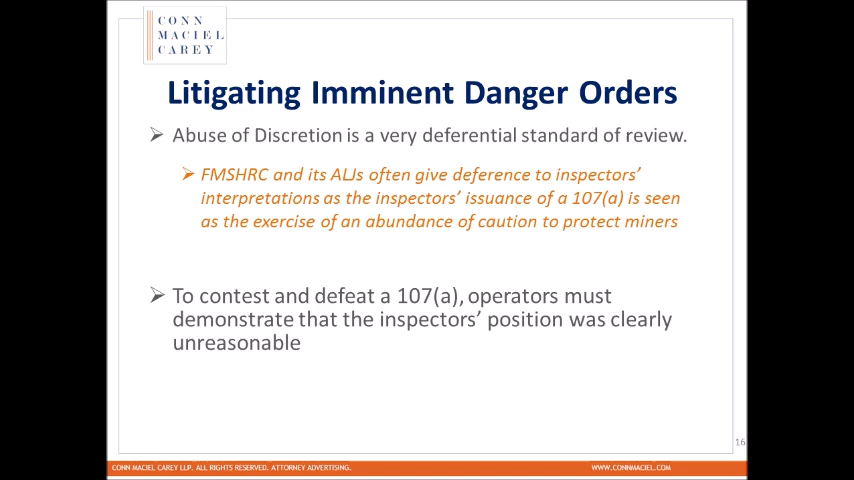 CONN
MACIEL
CAREY
Litigating Imminent Danger Orders
Abuse of Discretion is a very deferential standard of review.
FMSHRC and its ALJs often give deference to inspectors'
interpretations as the inspectors' issuance of a 107(a) is seen
as the exercise of an abundance of caution to protect miners
To contest and defeat a 107(a), operators must
demonstrate that the inspectors' position was clearly
unreasonable
16
CONN MACIEL CAREY LLP. ALL RIGHTS RESERVED. ATTORNEY ADVERTISING.
WWW.CONNMACIEL.COM